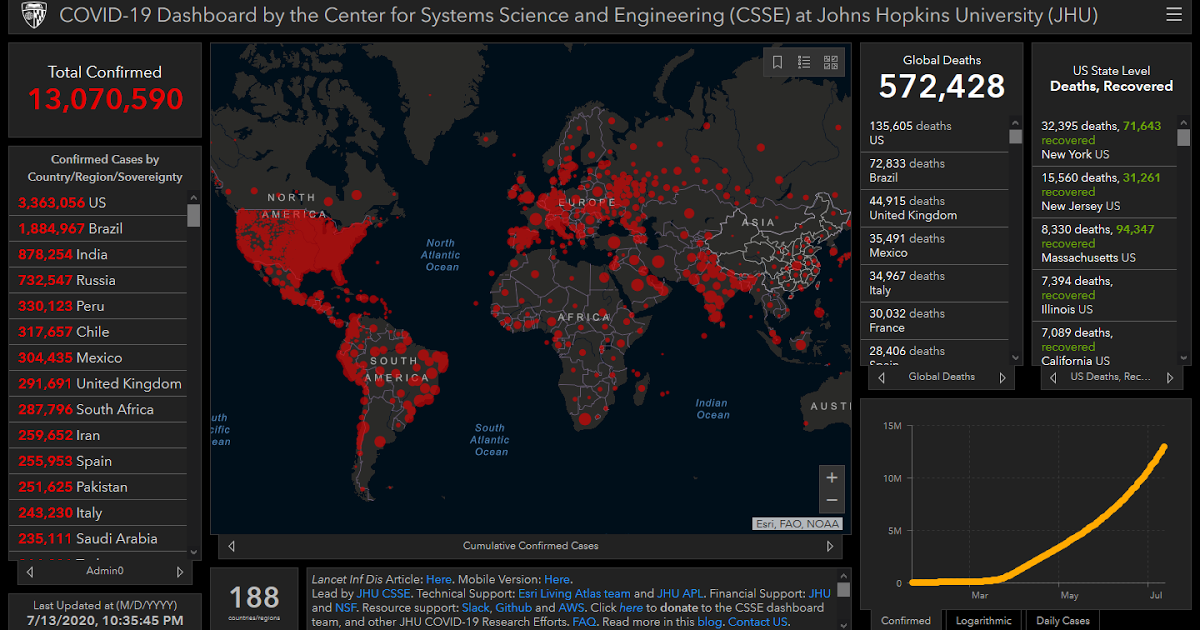 COVID-19 Dashboard by the Center for Systems Science and Engineering (CSSE) at Johns Hopkins University (JHU)
Total Confirmed
13,070,590
Confirmed Cases by
Country/Region/Sovereignty
3,363,056 US
1,884,967 Brazil
878,254 India
732,547 Russia
330,123 Peru
317,657 Chile
304,435 Mexico
291,691 United Kingdom
287,796 South Africa
259,652 Iran
255,953 Spain
251,625 Pakistan
243,230 Italy
235,111 Saudi Arabia
Admin0
Last Updated at (M/D/YYYY)
7/13/2020, 10:35:45 PM
NORTH
AMERICA
North
Atlantic
Ocean
EUROPE
ASIA
AFRICA
SOUTH
AMERICA
South
Atlantic
Ocean
Indian
Ocean
AUST
uth
cific
ean
+
−
Esri, FAO, NOAA
Cumulative Confirmed Cases
188
countries/regions
Lancet Inf Dis Article: Here. Mobile Version: Here.
Lead by JHU CSSE. Technical Support: Esri Living Atlas team and JHU APL. Financial Support: JHU
and NSF. Resource support: Slack, Github and AWS. Click here to donate to the CSSE dashboard
team, and other JHU COVID-19 Research Efforts. FAQ. Read more in this blog. Contact US.
Global Deaths
572,428
135,605 deaths
US
72,833 deaths
Brazil
44,915 deaths
United Kingdom
35,491 deaths
Mexico
34,967 deaths
Italy
30,032 deaths
France
28,406 deaths
Spain
Global Deaths
US State Level
Deaths, Recovered
32,395 deaths, 71,643
recovered
New York US
15,560 deaths, 31,261
recovered
New Jersey US
8,330 deaths, 94,347
recovered
Massachusetts US
7,394 deaths,
recovered
Illinois US
7,089 deaths,
recovered
California US
US Deaths, Rec...
15M
10M
5M
0
Mar
May
Jul
Confirmed
Logarithmic
Daily Cases